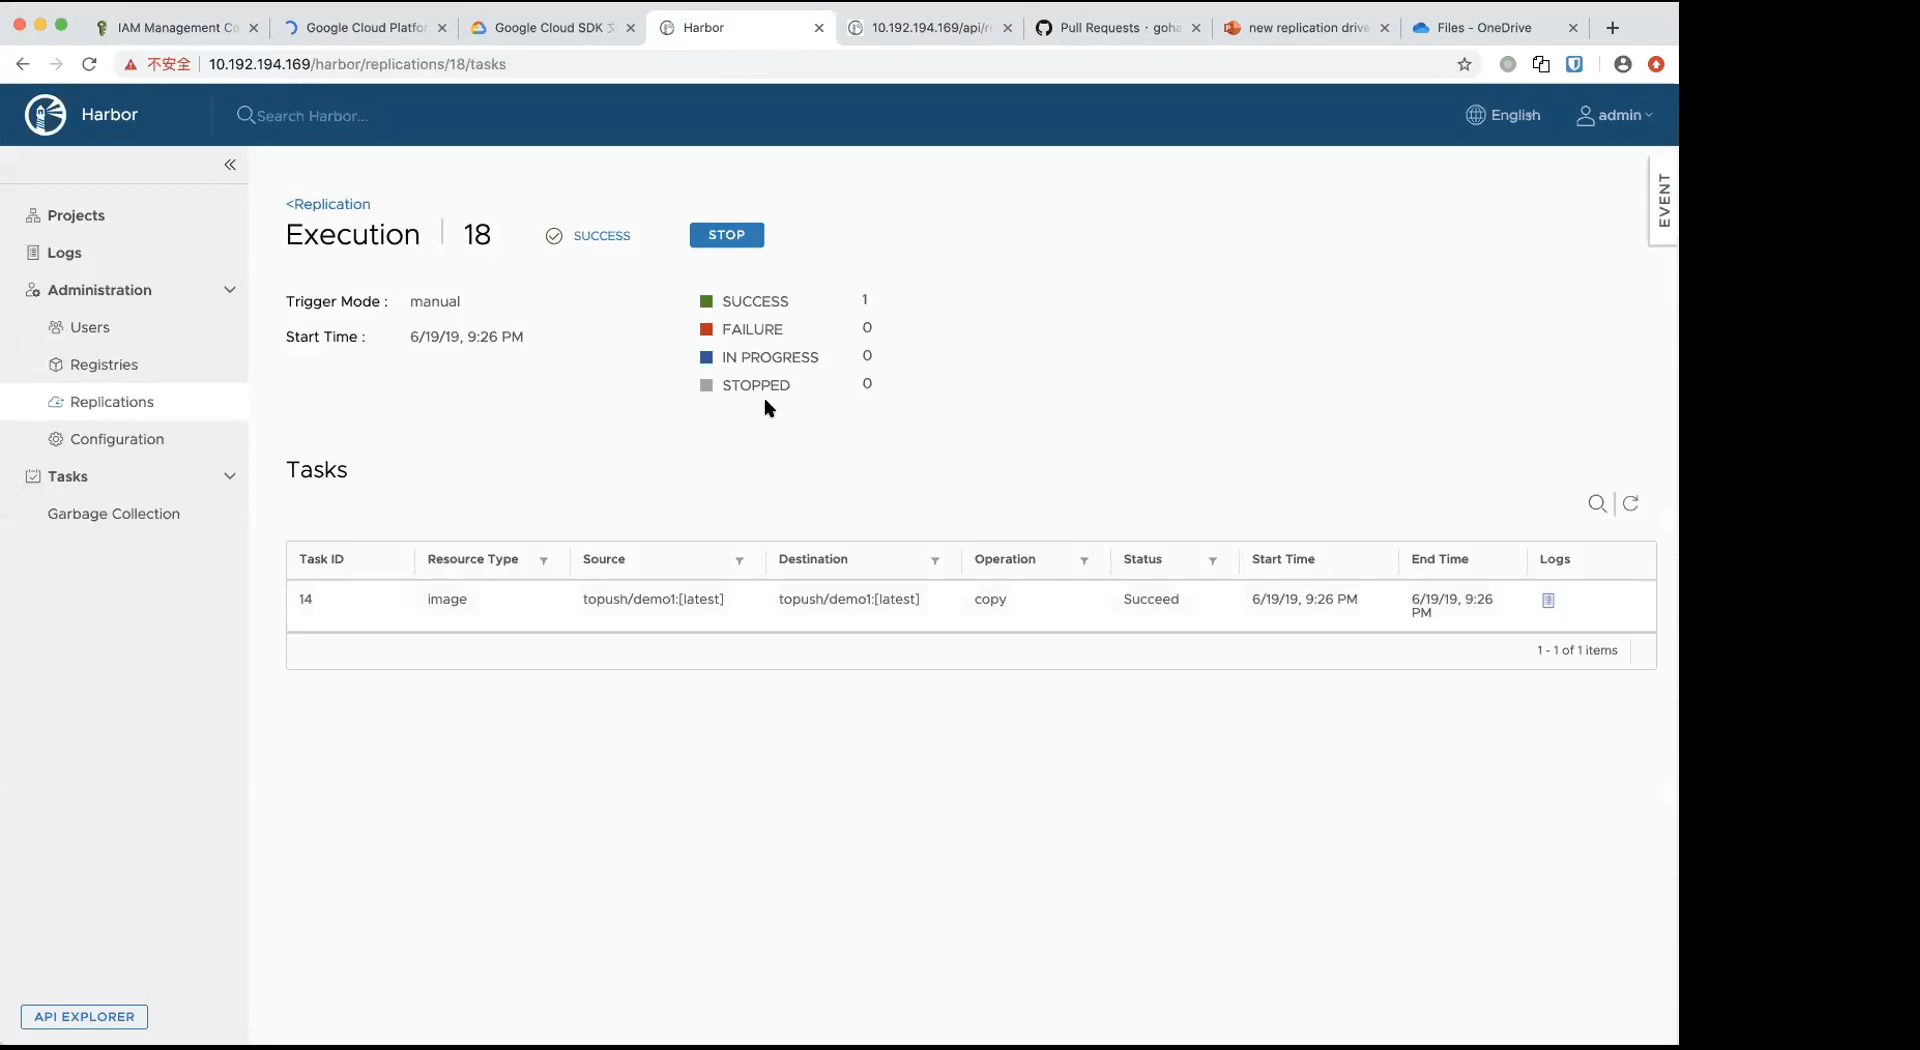 IAM Management Co
Google Cloud Platfor
Google Cloud SDK
Harbor
10.192.194.169/api/r
Pull Requests · goha
new replication drive
Files - OneDrive
不安全
10.192.194.169/harbor/replications/18/tasks
Harbor
Search Harbor...
English
admin
EVENT
Projects
Logs
Administration
Users
Registries
Replications
Configuration
Tasks
Garbage Collection
API EXPLORER
<Replication
Execution 18 SUCCESS STOP
Trigger Mode : manual
Start Time : 6/19/19, 9:26 PM
SUCCESS 1
FAILURE 0
IN PROGRESS 0
STOPPED 0
Tasks
Task ID Resource Type Source Destination Operation Status Start Time End Time Logs
14 image topush/demo1:[latest] topush/demo1:[latest] copy Succeed 6/19/19, 9:26 PM 6/19/19, 9:26
PM
1 - 1 of 1 items